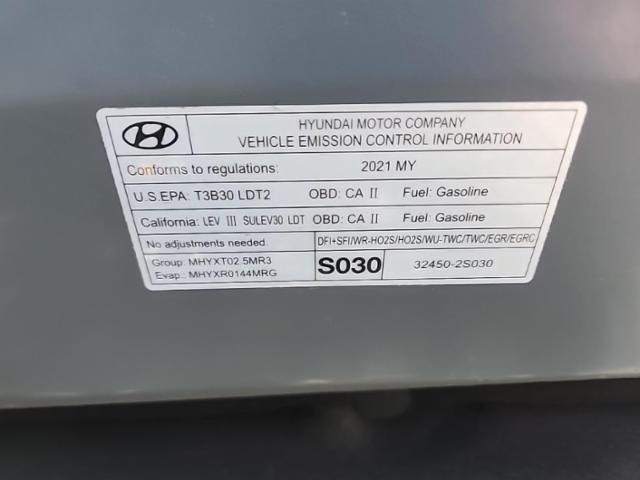 HYUNDAI MOTOR COMPANY
VEHICLE EMISSION CONTROL INFORMATION
Conforms to regulations: 2021 MY
U.S.EPA: T3B30 LDT2 OBD: CA II Fuel: Gasoline
California: LEV III SULEV30 LDT OBD: CA II Fuel: Gasoline
No adjustments needed. DFI+SFI/WR-HO2S/HO2S/WU-TWC/TWC/EGR/EGRC
Group: MHYXT02.5MR3
Evap.: MHYXR0144MRG
S030 32450-2S030